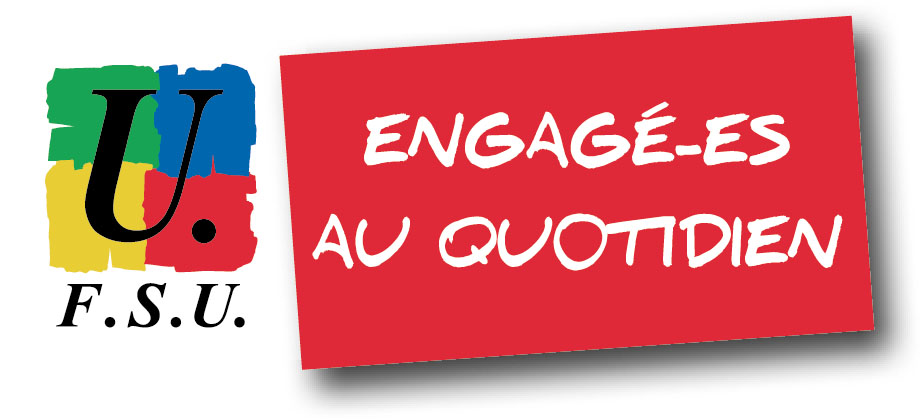 U.
F.S.U.
ENGAGÉ-ES
AU QUOTIDIEN